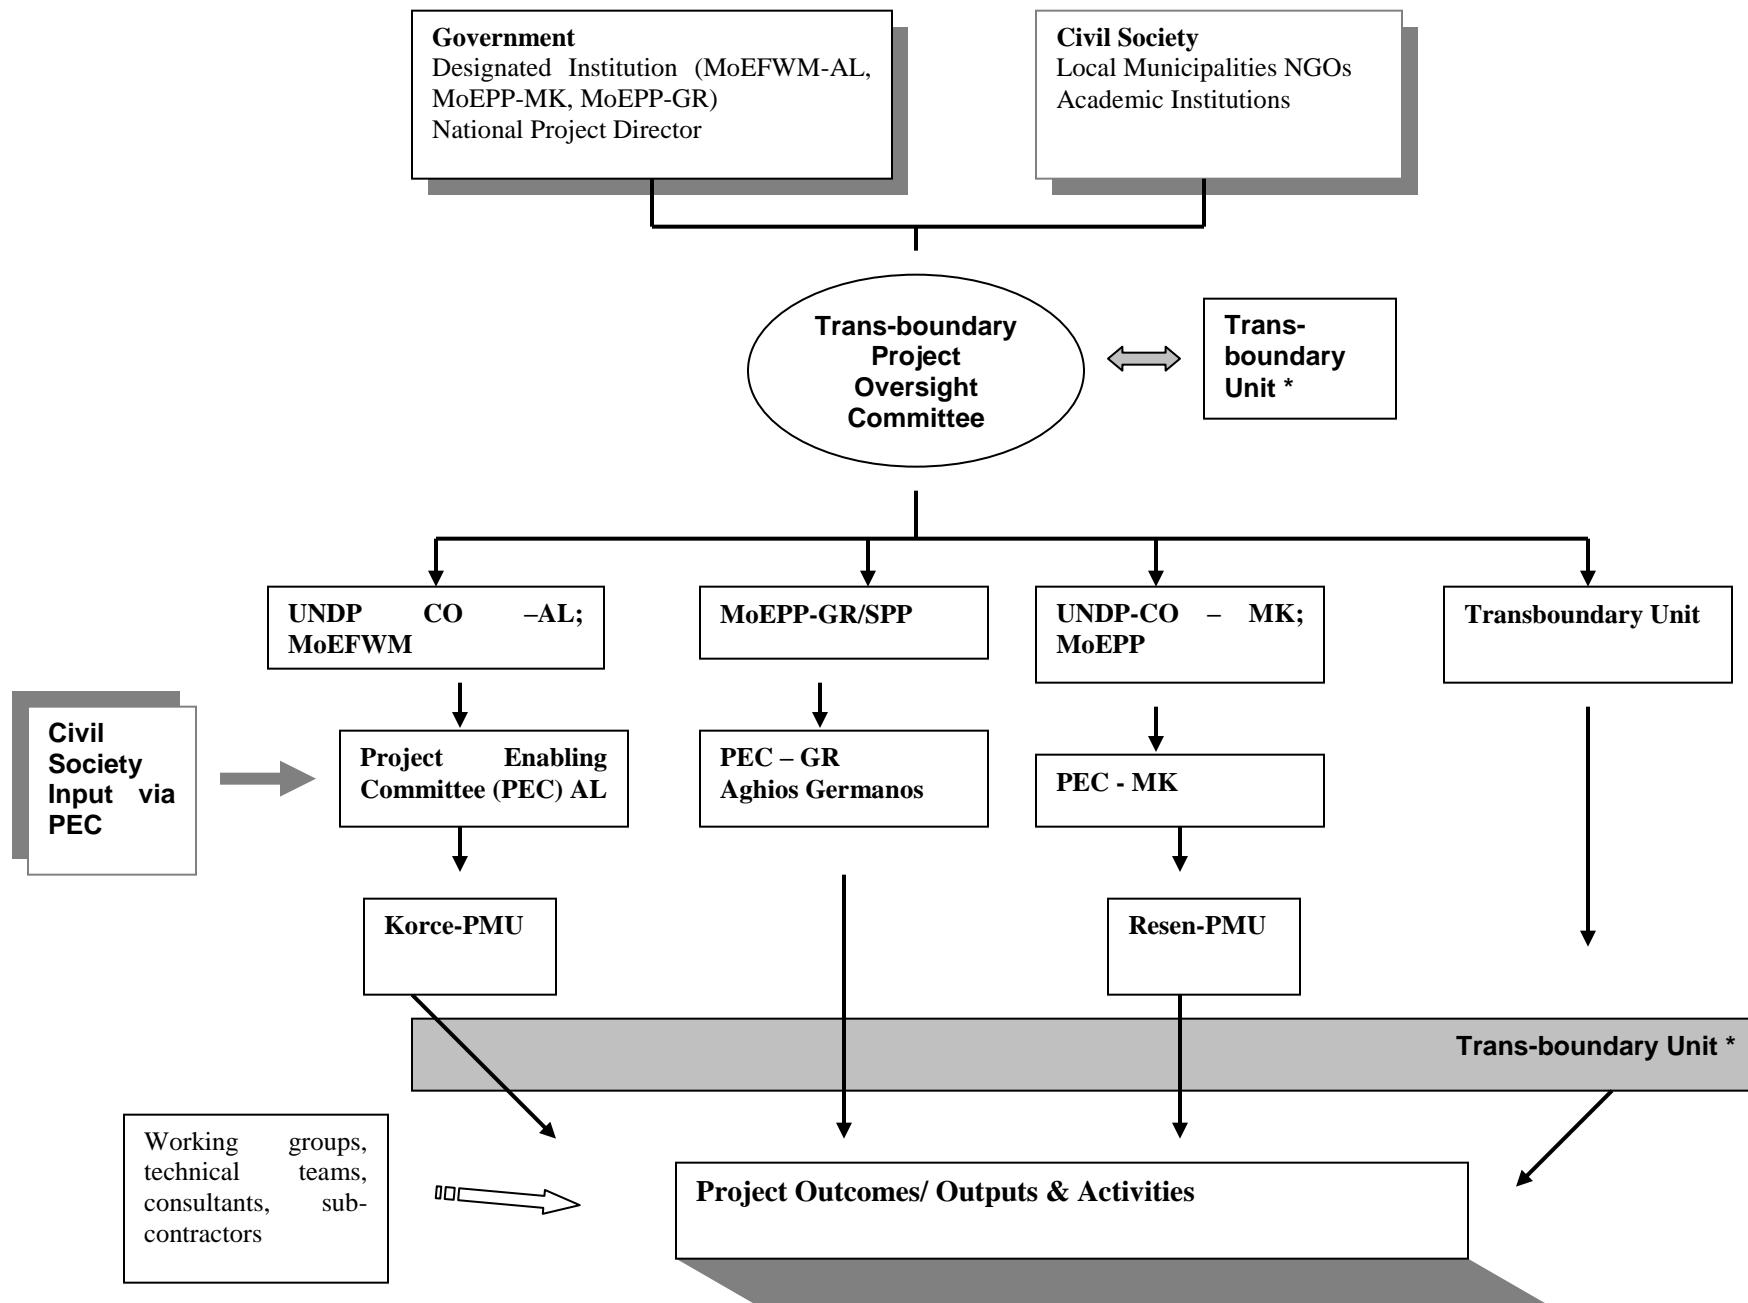 Government
Designated Institution (MoEFWM-AL,
MoEPP-MK, MoEPP-GR)
National Project Director
Civil Society
Local Municipalities NGOs
Academic Institutions
Trans-boundary
Project
Oversight
Committee
Trans-
boundary
Unit *
UNDP CO –AL;
MoEFWM
MoEPP-GR/SPP
UNDP-CO – MK;
MoEPP
Transboundary Unit
Civil
Society
Input via
PEC
Project Enabling
Committee (PEC) AL
PEC – GR
Aghios Germanos
PEC - MK
Korce-PMU
Resen-PMU
Trans-boundary Unit *
Working groups,
technical teams,
consultants, sub-
contractors
Project Outcomes/ Outputs & Activities